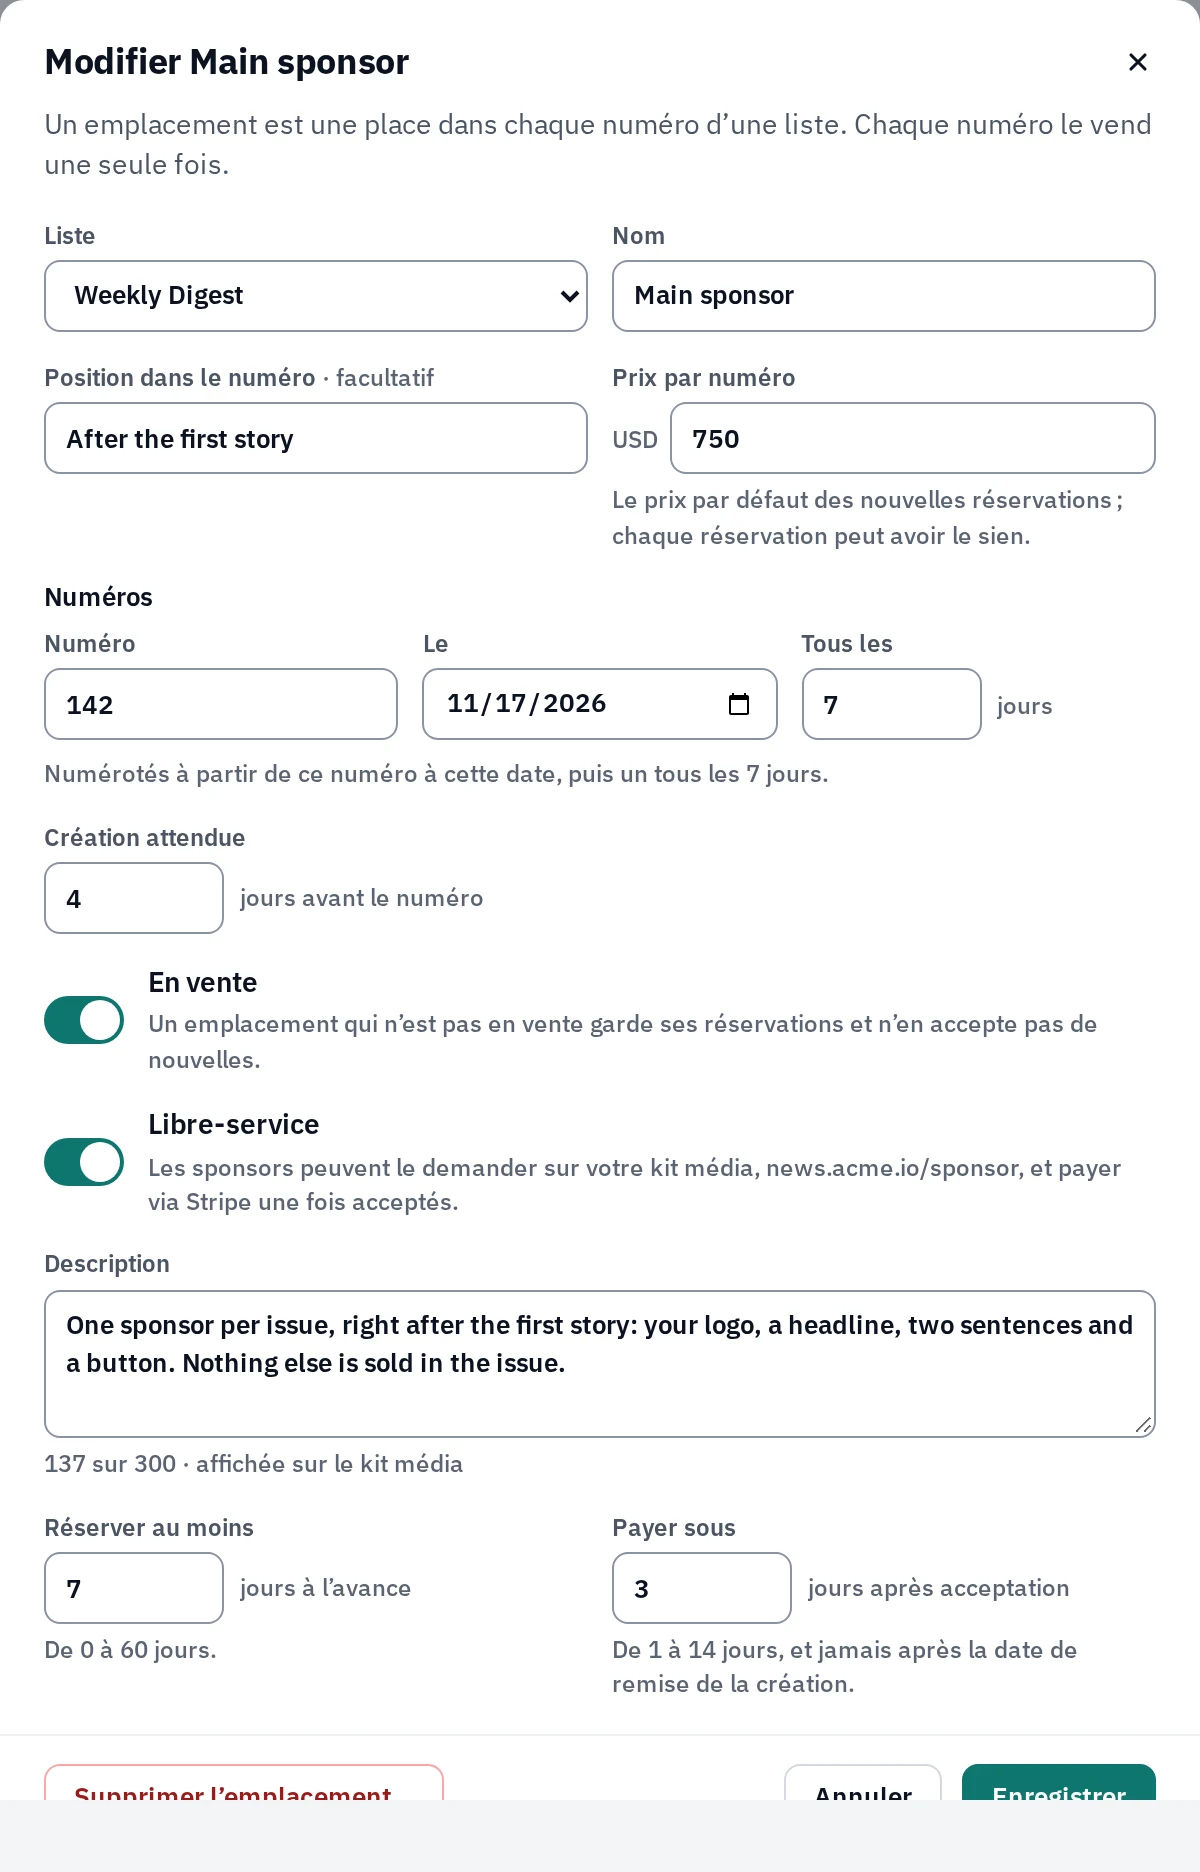 Modifier Main sponsor
Un emplacement est une place dans chaque numéro d’une liste. Chaque numéro le vend
une seule fois.
Liste
Nom
Weekly Digest
Main sponsor
Position dans le numéro · facultatif
Prix par numéro
After the first story
USD
750
Le prix par défaut des nouvelles réservations ;
chaque réservation peut avoir le sien.
Numéros
Numéro
Le
Tous les
142
11/17/2026
7
jours
Numérotés à partir de ce numéro à cette date, puis un tous les 7 jours.
Création attendue
4
jours avant le numéro
En vente
Un emplacement qui n’est pas en vente garde ses réservations et n’en accepte pas de
nouvelles.
Libre-service
Les sponsors peuvent le demander sur votre kit média, news.acme.io/sponsor, et payer
via Stripe une fois acceptés.
Description
One sponsor per issue, right after the first story: your logo, a headline, two sentences and
a button. Nothing else is sold in the issue.
137 sur 300 · affichée sur le kit média
Réserver au moins
Payer sous
7
jours à l’avance
3
jours après acceptation
De 0 à 60 jours.
De 1 à 14 jours, et jamais après la date de
remise de la création.
Supprimer l’emplacement
Annuler
Enregistrer